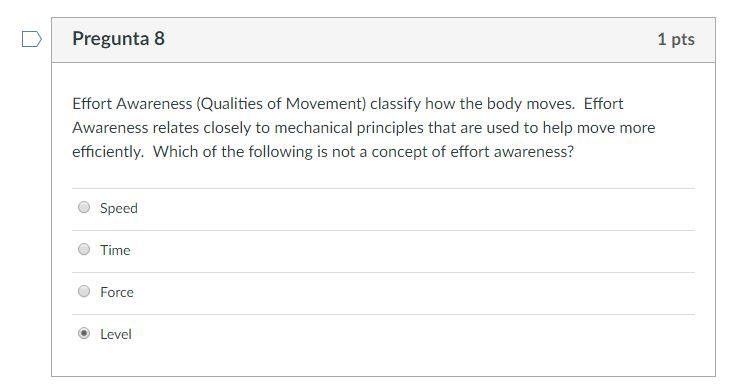 Pregunta 8
1 pts
Effort Awareness (Qualities of Movement) classify how the body moves.  Effort
Awareness relates closely to mechanical principles that are used to help move more
efficiently.  Which of the following is not a concept of effort awareness?
Speed
Time
Force
Level